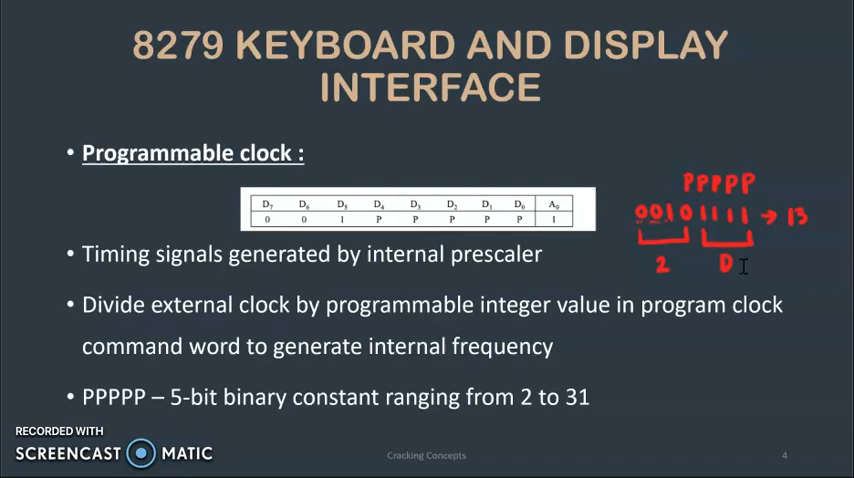 8279 KEYBOARD AND DISPLAY
INTERFACE
• Programmable clock :
D7 D6 D5 D4 D3 D2 D1 D0 A0
0 0 1 P P P P P 1
PPPPP
00101111 → 13
2 D
• Timing signals generated by internal prescaler
• Divide external clock by programmable integer value in program clock
command word to generate internal frequency
• PPPPP – 5-bit binary constant ranging from 2 to 31
RECORDED WITH
SCREENCAST MATIC
Cracking Concepts
4